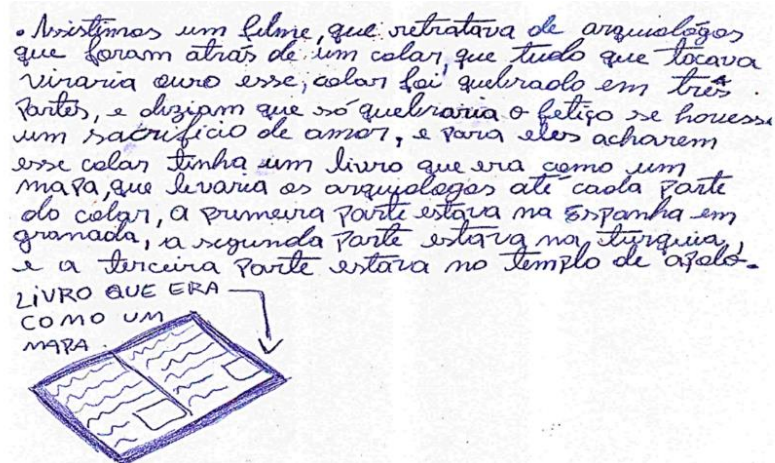 . Assistimos um filme, que retratava de arquiológos
que foram atrás de um colar, que tudo que tocava
viraria ouro esse, colar foi quebrado em três
Partes, e diziam que só quebraria o fetiço se houvesse
um sacrificio de amor, e para eles acharem
esse colar tinha um livro que era como um
mapa, que levaria os arquiologos até cada parte
do colar, a primeira parte estava na Espanha em
granada, a segunda parte estava na turquia,
e a terceira parte estava no templo de apolo.
LIVRO QUE ERA
COMO UM
MAPA.